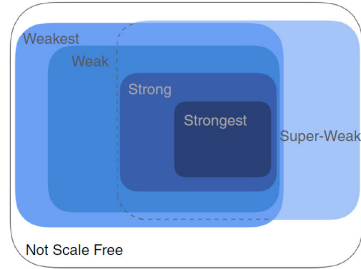 Weakest
Weak
Strong
Strongest
Super-Weak
Not Scale Free